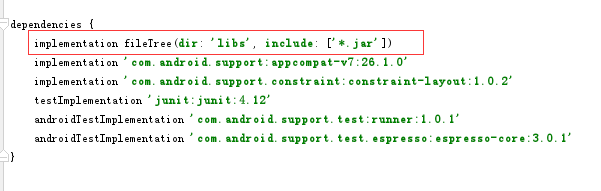 dependencies {
implementation fileTree(dir: 'libs', include: ['*.jar'])
implementation 'com.android.support:appcompat-v7:26.1.0'
implementation 'com.android.support.constraint:constraint-layout:1.0.2'
testImplementation 'junit:junit:4.12'
androidTestImplementation 'com.android.support.test:runner:1.0.1'
androidTestImplementation 'com.android.support.test.espresso:espresso-core:3.0.1'
}